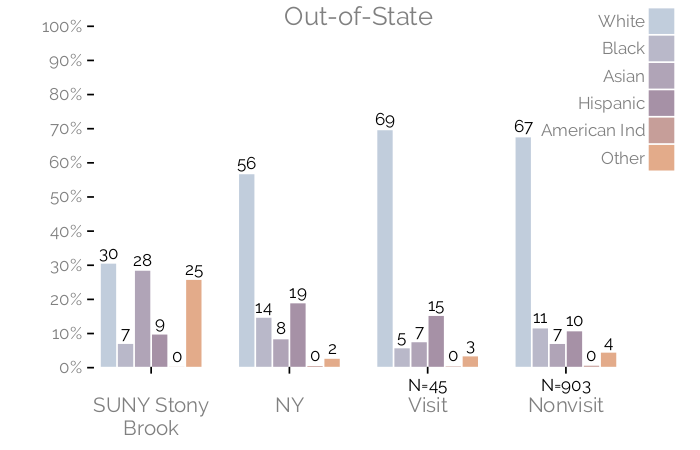 Out-of-State
100%
90%
80%
70%
60%
50%
40%
30%
20%
10%
0%
White
Black
Asian
Hispanic
American Ind
Other
30
7
28
9
0
25
56
14
8
19
0
2
69
5
7
15
0
3
67
11
7
10
0
4
N=45
N=903
SUNY Stony
Brook
NY
Visit
Nonvisit